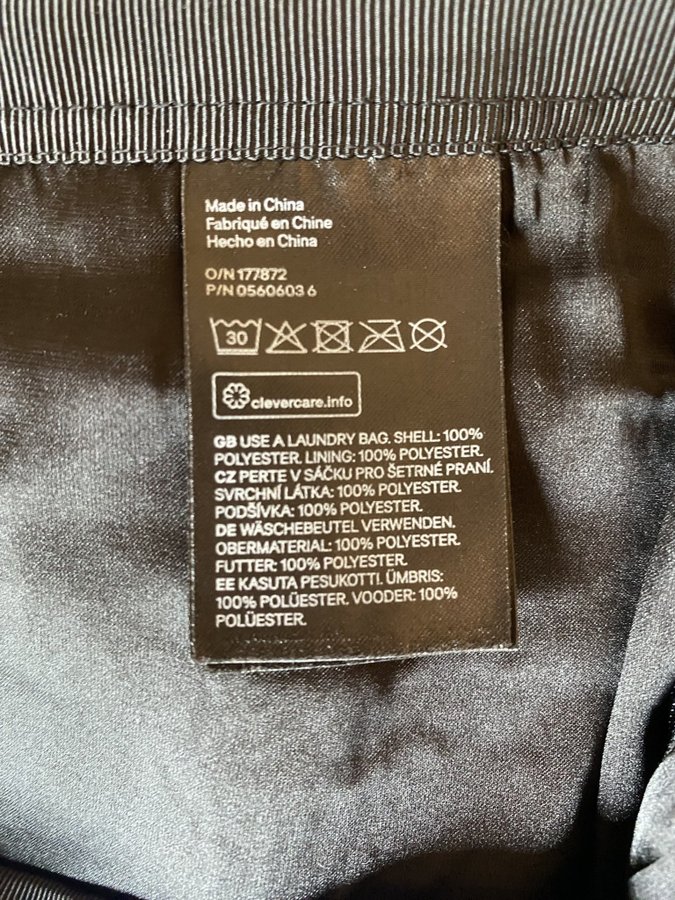 Made in China
Fabriqué en Chine
Hecho en China
O/N 177872
P/N 0560603 6
30
clevercare.info
GB USE A LAUNDRY BAG. SHELL: 100%
POLYESTER. LINING: 100% POLYESTER.
CZ PERTE V SÁČKU PRO ŠETRNÉ PRANÍ.
SVRCHNÍ LÁTKA: 100% POLYESTER.
PODŠÍVKA: 100% POLYESTER.
DE WÄSCHEBEUTEL VERWENDEN.
OBERMATERIAL: 100% POLYESTER.
FUTTER: 100% POLYESTER.
EE KASUTA PESUKOTTI. ÜMBRIS:
100% POLÜESTER. VOODER: 100%
POLÜESTER.